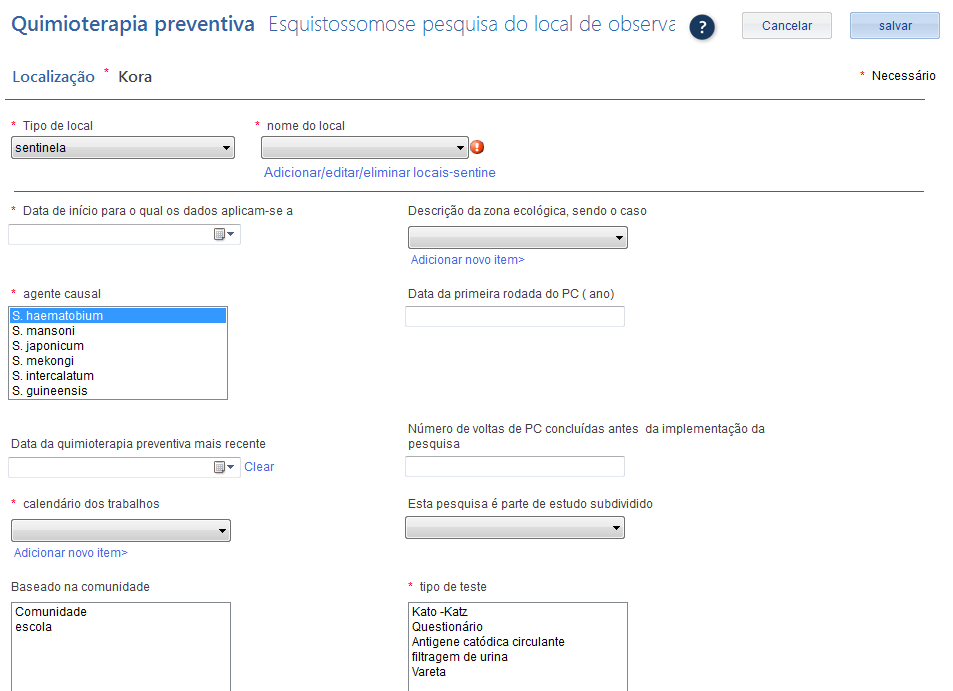 Quimioterapia preventiva Esquistossomose pesquisa do local de observa
?
Cancelar
salvar
Localização * Kora
* Necessário
* Tipo de local
sentinela
* nome do local
Adicionar/editar/eliminar locais-sentine
* Data de início para o qual os dados aplicam-se a
Descrição da zona ecológica, sendo o caso
Adicionar novo item>
* agente causal
S. haematobium
S. mansoni
S. japonicum
S. mekongi
S. intercalatum
S. guineensis
Data da primeira rodada do PC ( ano)
Data da quimioterapia preventiva mais recente
Clear
Número de voltas de PC concluídas antes da implementação da
pesquisa
* calendário dos trabalhos
Adicionar novo item>
Esta pesquisa é parte de estudo subdividido
Baseado na comunidade
Comunidade
escola
* tipo de teste
Kato -Katz
Questionário
Antigene catódica circulante
filtragem de urina
Vareta